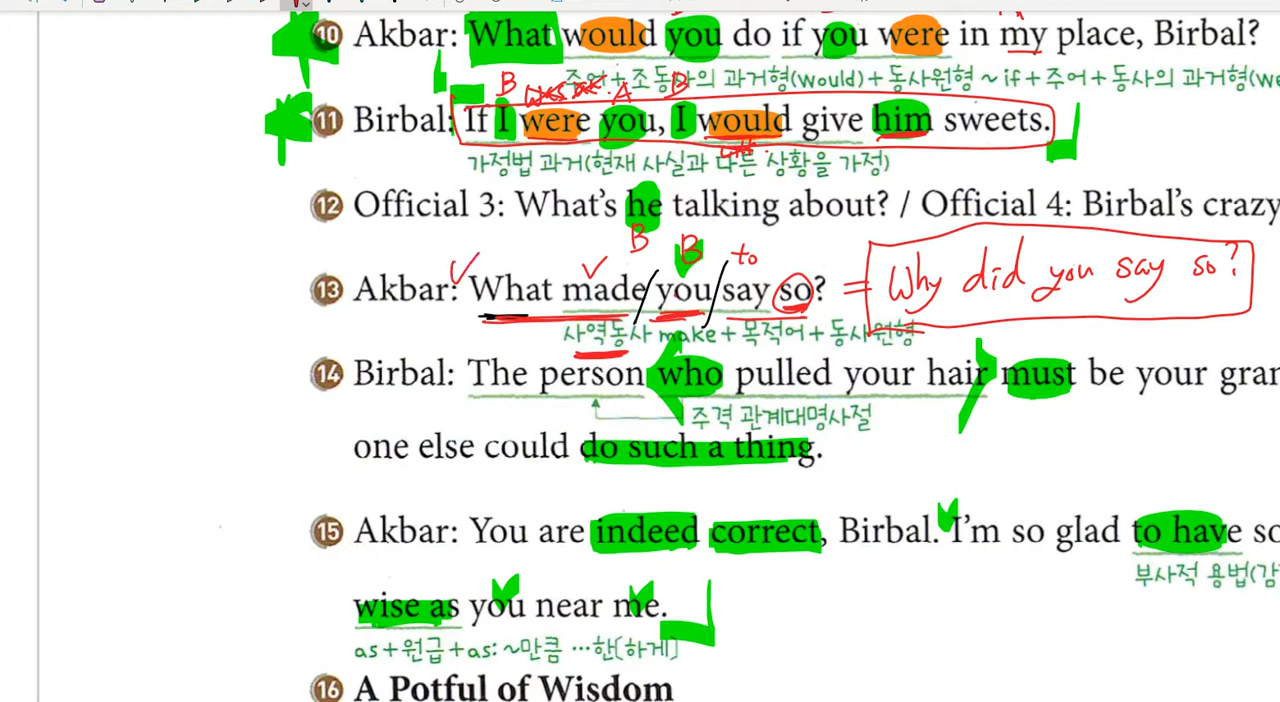 ⑩ Akbar: What would you do if you were in my place, Birbal?
주어+조동사의 과거형(would)+동사원형~if+주어+동사의 과거형(we
B A B
⑪ Birbal: If I were you, I would give him sweets.
가정법 과거(현재 사실과 다른 상황을 가정)
⑫ Official 3: What's he talking about? / Official 4: Birbal's crazy
B B to
⑬ Akbar: What made / you / say so? = Why did you say so?
사역동사 make+목적어+동사원형
⑭ Birbal: The person who pulled your hair must be your gran
주격 관계대명사절
one else could do such a thing.
⑮ Akbar: You are indeed correct, Birbal. I'm so glad to have so
부사적 용법(감
wise as you near me.
as+원급+as: ~만큼 …한[하게]
⑯ A Potful of Wisdom